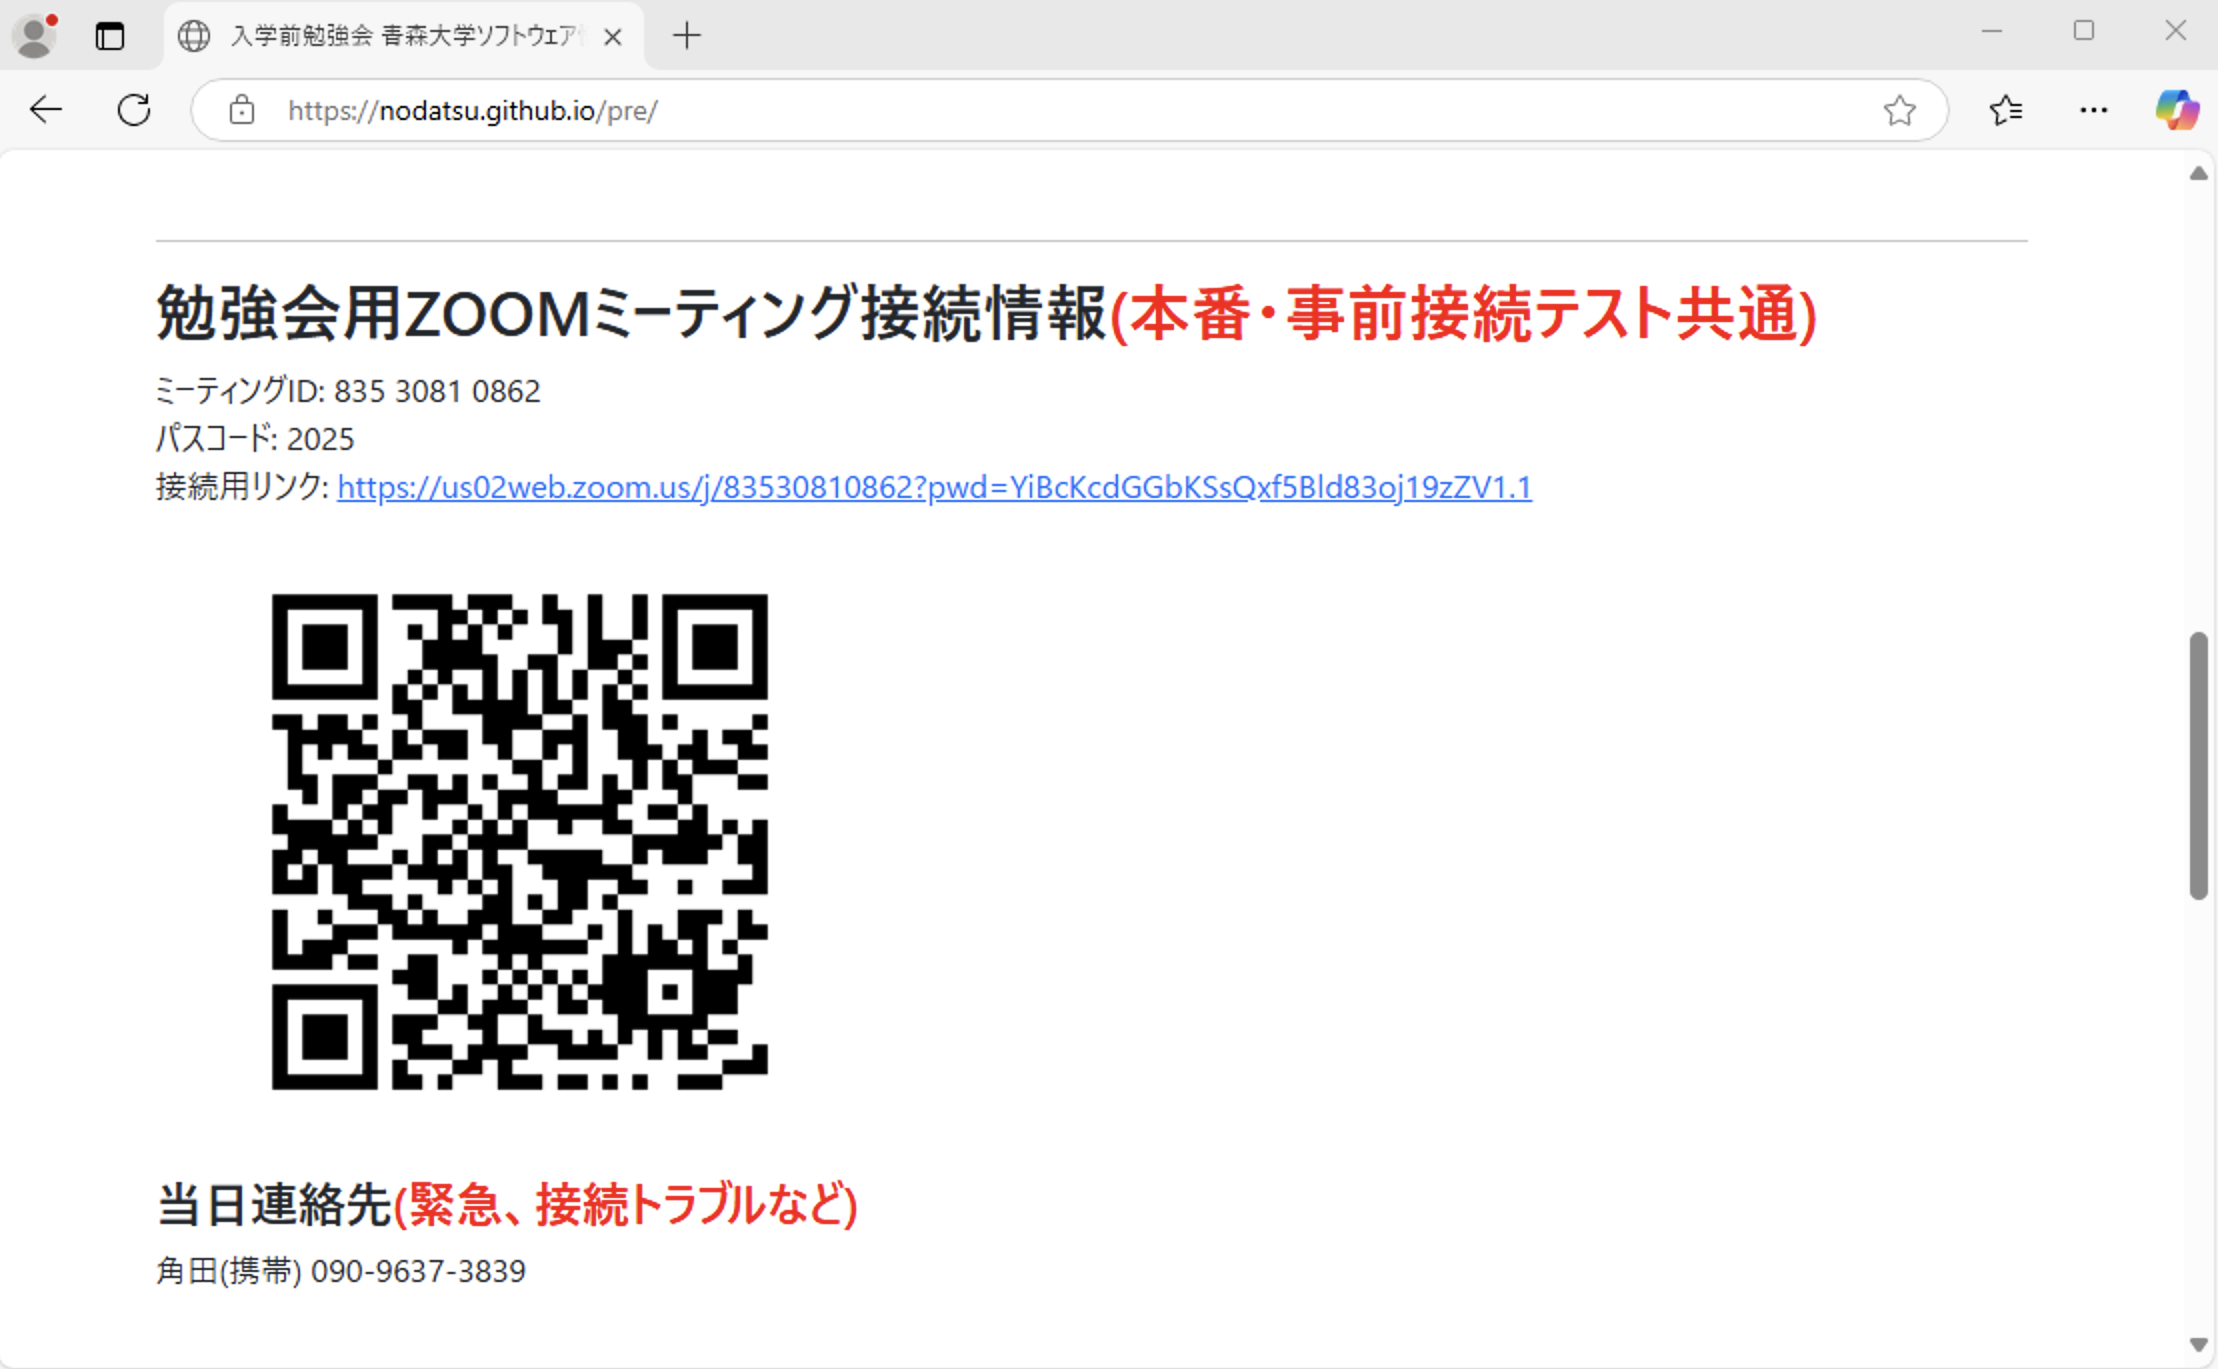 入学前勉強会 青森大学ソフトウェア
https://nodatsu.github.io/pre/
勉強会用ZOOMミーティング接続情報(本番・事前接続テスト共通)
ミーティングID: 835 3081 0862
パスコード: 2025
接続用リンク: https://us02web.zoom.us/j/83530810862?pwd=YiBcKcdGGbKSsQxf5Bld83oj19zZV1.1
当日連絡先(緊急、接続トラブルなど)
角田(携帯) 090-9637-3839